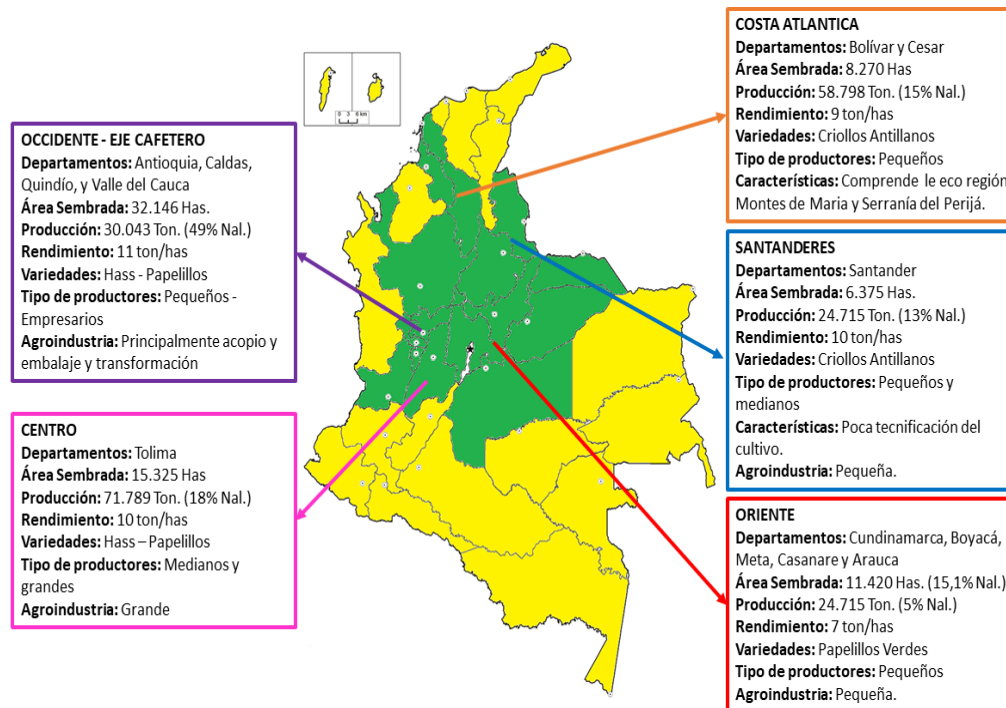 COSTA ATLANTICA
Departamentos: Bolívar y Cesar
Área Sembrada: 8.270 Has
Producción: 58.798 Ton. (15% Nal.)
Rendimiento: 9 ton/has
Variedades: Criollos Antillanos
Tipo de productores: Pequeños
Características: Comprende le eco región
Montes de Maria y Serranía del Perijá.
OCCIDENTE - EJE CAFETERO
Departamentos: Antioquia, Caldas,
Quindío, y Valle del Cauca
Área Sembrada: 32.146 Has.
Producción: 30.043 Ton. (49% Nal.)
Rendimiento: 11 ton/has
Variedades: Hass - Papelillos
Tipo de productores: Pequeños -
Empresarios
Agroindustria: Principalmente acopio y
embalaje y transformación
SANTANDERES
Departamentos: Santander
Área Sembrada: 6.375 Has.
Producción: 24.715 Ton. (13% Nal.)
Rendimiento: 10 ton/has
Variedades: Criollos Antillanos
Tipo de productores: Pequeños y
medianos
Características: Poca tecnificación del
cultivo.
Agroindustria: Pequeña.
CENTRO
Departamentos: Tolima
Área Sembrada: 15.325 Has
Producción: 71.789 Ton. (18% Nal.)
Rendimiento: 10 ton/has
Variedades: Hass – Papelillos
Tipo de productores: Medianos y
grandes
Agroindustria: Grande
ORIENTE
Departamentos: Cundinamarca, Boyacá,
Meta, Casanare y Arauca
Área Sembrada: 11.420 Has. (15,1% Nal.)
Producción: 24.715 Ton. (5% Nal.)
Rendimiento: 7 ton/has
Variedades: Papelillos Verdes
Tipo de productores: Pequeños
Agroindustria: Pequeña.